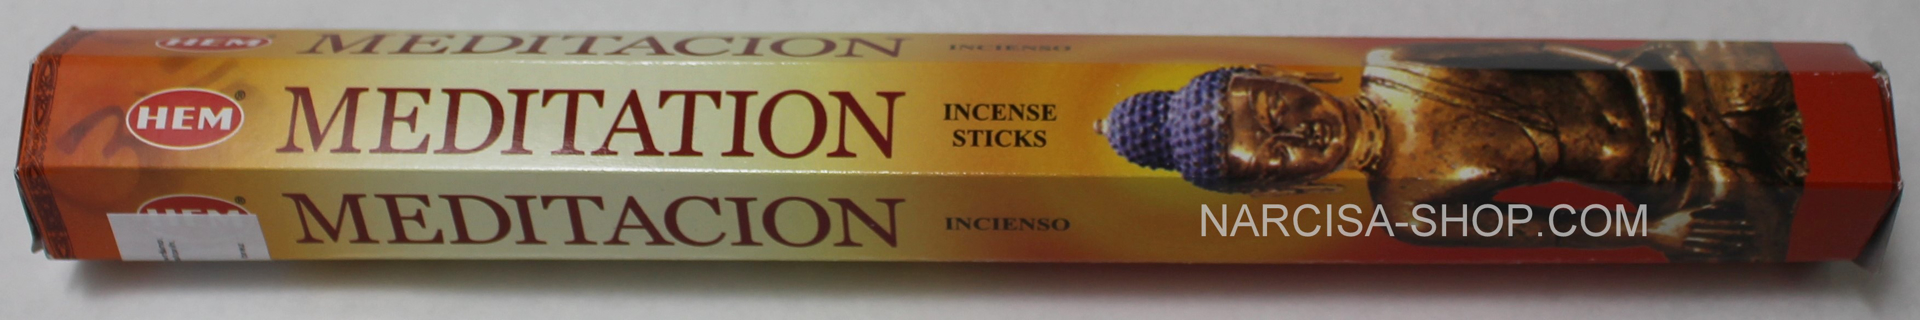 HEM MEDITACION INCIENSO
HEM® MEDITATION INCENSE STICKS
HEM MEDITACION INCIENSO
NARCISA-SHOP.COM